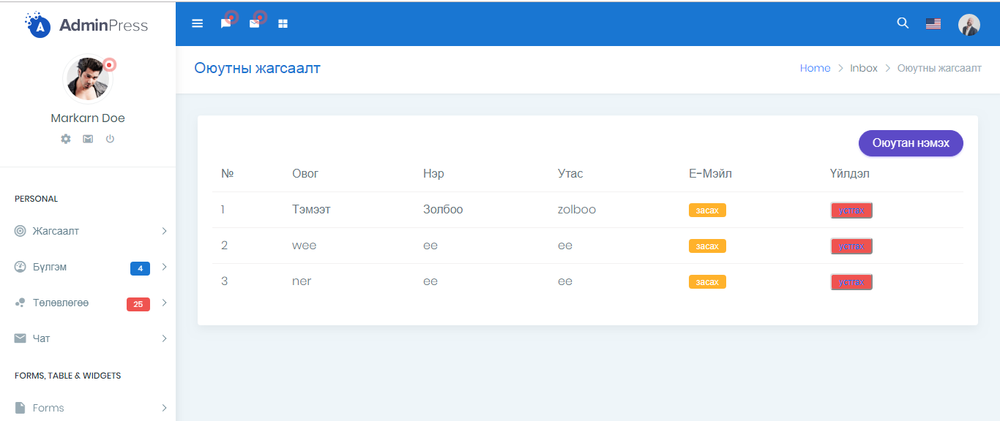 AdminPress
Markarn Doe
PERSONAL
Жагсаалт
Бүлгэм 4
Төлөвлөгөө 25
Чат
FORMS, TABLE & WIDGETS
Forms
Оюутны жагсаалт
Home > Inbox > Оюутны жагсаалт
Оюутан нэмэх
№ Овог Нэр Утас Е-Мэйл Үйлдэл
1 Тэмээт Золбоо zolboo засах устгах
2 wee ee ee засах устгах
3 ner ee ee засах устгах